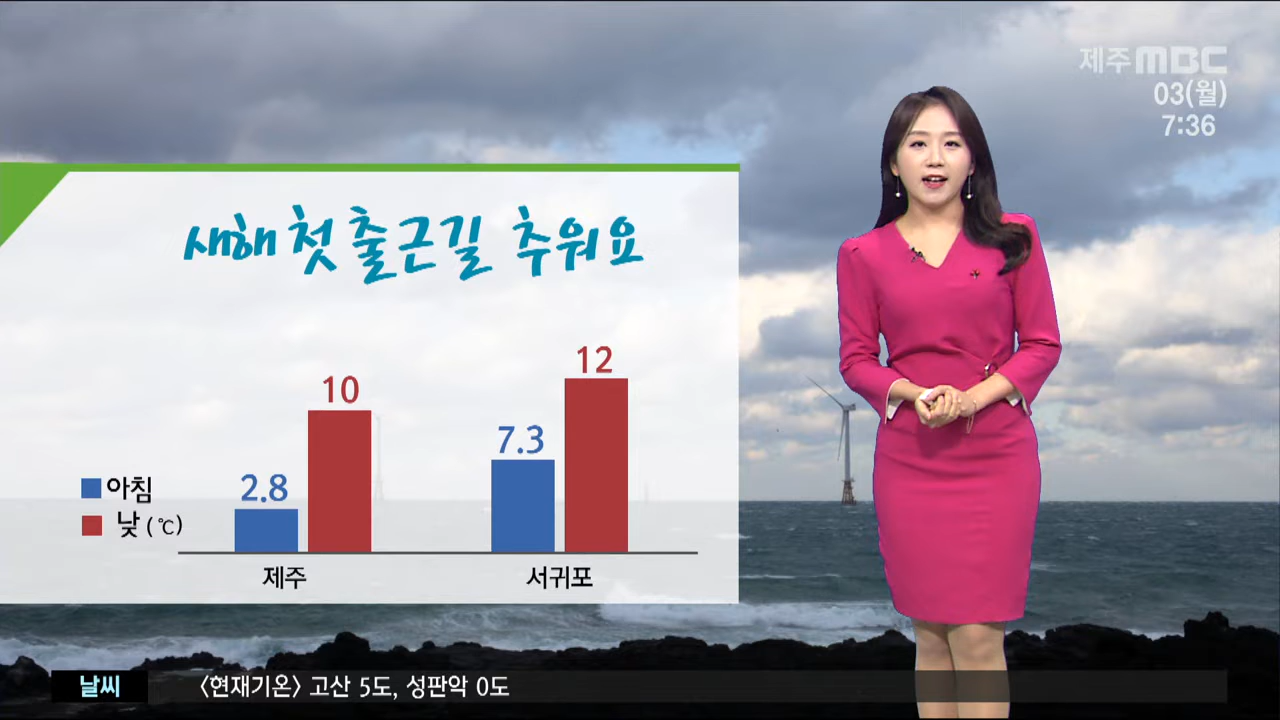 제주MBC
03(월)
7:36
새해 첫 출근길 추워요
10
12
2.8
7.3
아침
낮 (℃)
제주
서귀포
날씨
〈현재기온〉 고산 5도, 성판악 0도